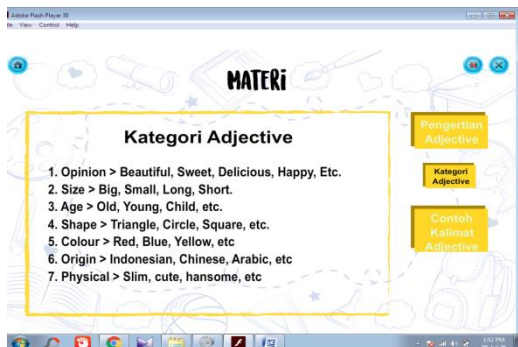 Adobe Flash Player 30
File View Control Help
MATERi
Kategori Adjective
1. Opinion > Beautiful, Sweet, Delicious, Happy, Etc.
2. Size > Big, Small, Long, Short.
3. Age > Old, Young, Child, etc.
4. Shape > Triangle, Circle, Square, etc.
5. Colour > Red, Blue, Yellow, etc
6. Origin > Indonesian, Chinese, Arabic, etc
7. Physical > Slim, cute, hansome, etc
Pengertian
Adjective
Kategori
Adjective
Contoh
Kalimat
Adjective
1:52 PM